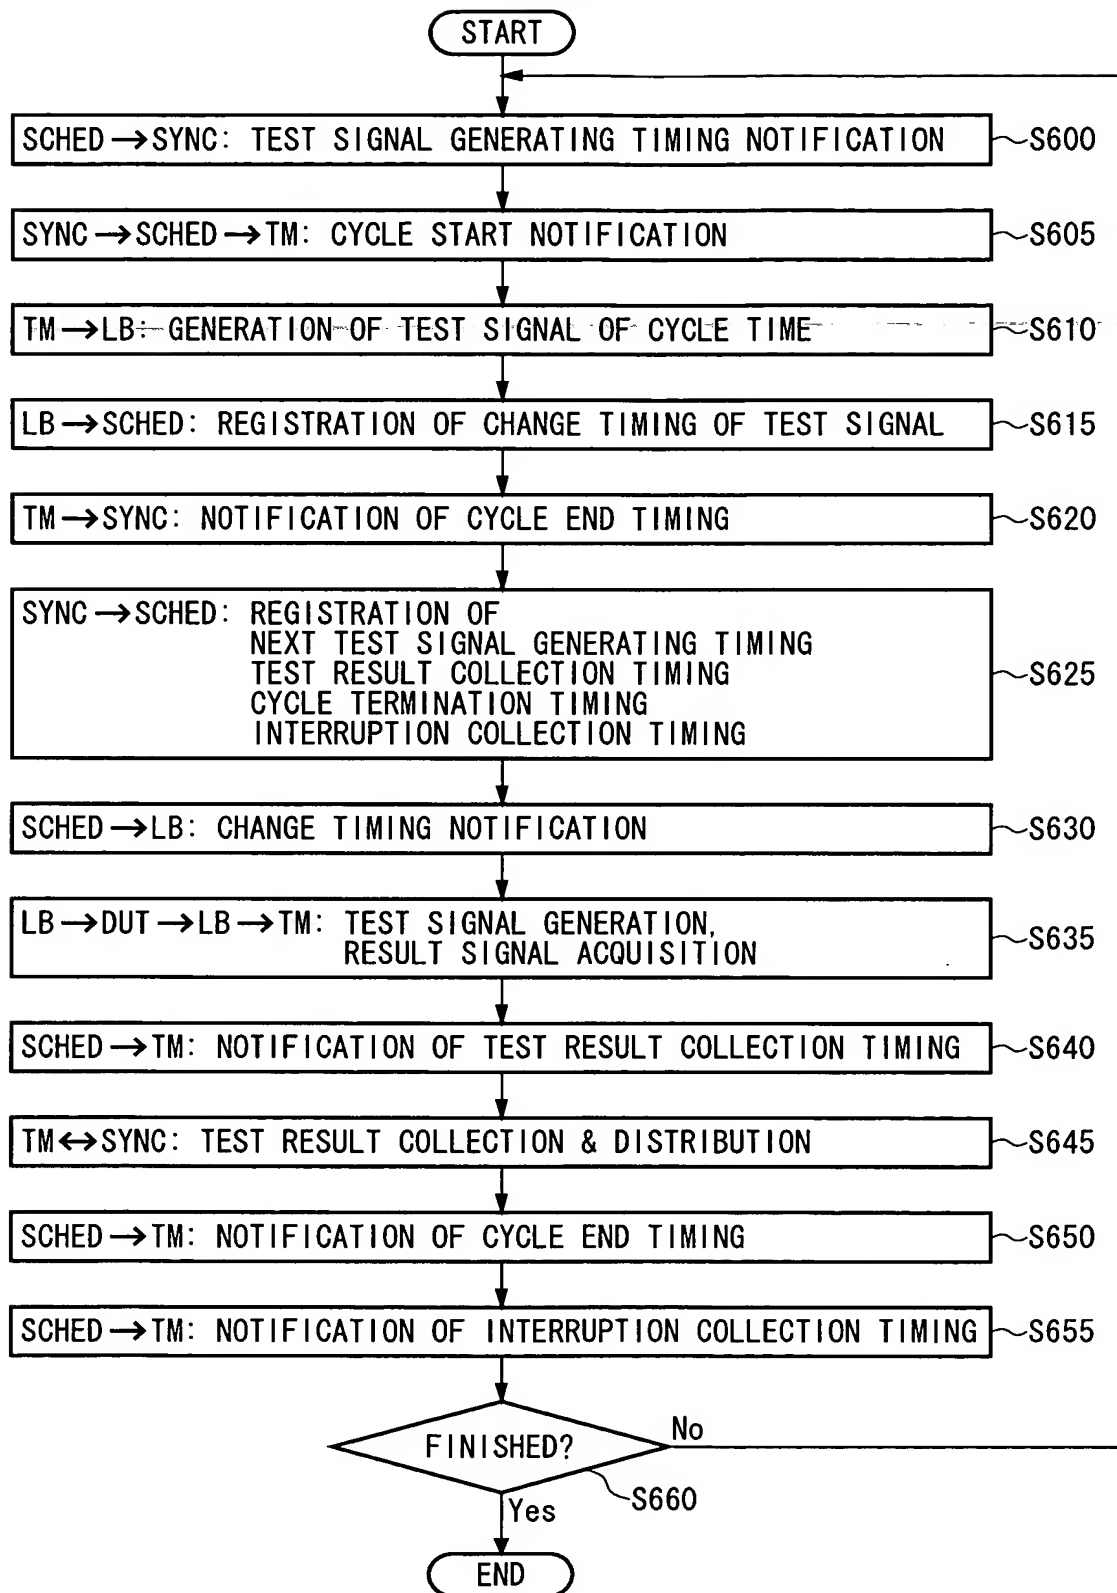 START
SCHED→SYNC: TEST SIGNAL GENERATING TIMING NOTIFICATION
S600
SYNC→SCHED→TM: CYCLE START NOTIFICATION
S605
TM→LB: GENERATION OF TEST SIGNAL OF CYCLE TIME
S610
LB→SCHED: REGISTRATION OF CHANGE TIMING OF TEST SIGNAL
S615
TM→SYNC: NOTIFICATION OF CYCLE END TIMING
S620
SYNC→SCHED: REGISTRATION OF
NEXT TEST SIGNAL GENERATING TIMING
TEST RESULT COLLECTION TIMING
CYCLE TERMINATION TIMING
INTERRUPTION COLLECTION TIMING
S625
SCHED→LB: CHANGE TIMING NOTIFICATION
S630
LB→DUT→LB→TM: TEST SIGNAL GENERATION,
RESULT SIGNAL ACQUISITION
S635
SCHED→TM: NOTIFICATION OF TEST RESULT COLLECTION TIMING
S640
TM↔SYNC: TEST RESULT COLLECTION & DISTRIBUTION
S645
SCHED→TM: NOTIFICATION OF CYCLE END TIMING
S650
SCHED→TM: NOTIFICATION OF INTERRUPTION COLLECTION TIMING
S655
FINISHED?
No
S660
Yes
END